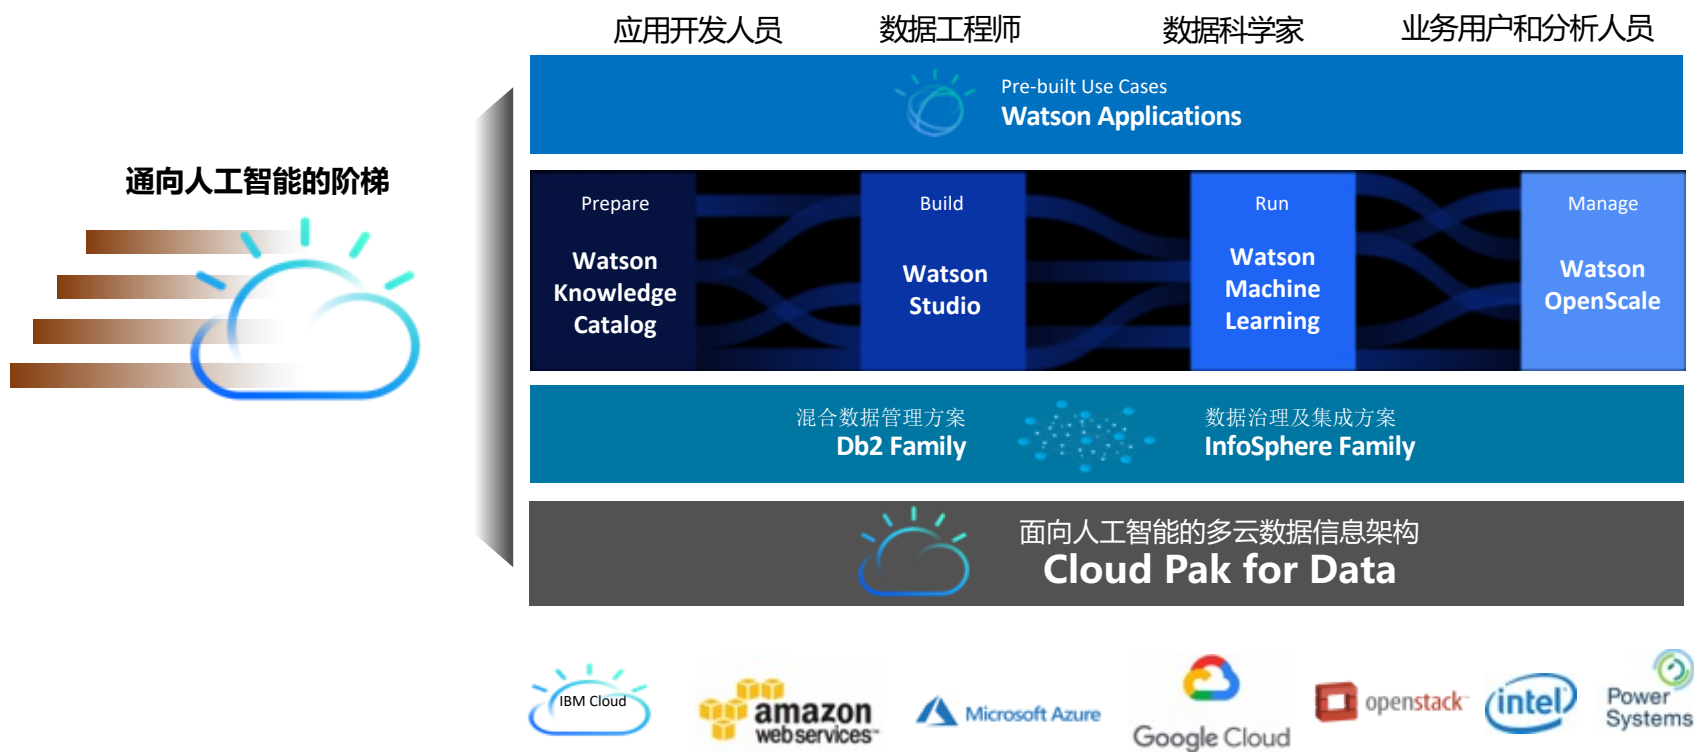 应用开发人员
数据工程师
数据科学家
业务用户和分析人员
Pre-built Use Cases
Watson Applications
通向人工智能的阶梯
Prepare
Watson
Knowledge
Catalog
Build
Watson
Studio
Run
Watson
Machine
Learning
Manage
Watson
OpenScale
混合数据管理方案
Db2 Family
数据治理及集成方案
InfoSphere Family
面向人工智能的多云数据信息架构
Cloud Pak for Data
IBM Cloud
amazon
webservices™
Microsoft Azure
Google Cloud
openstack™
intel
Power
Systems